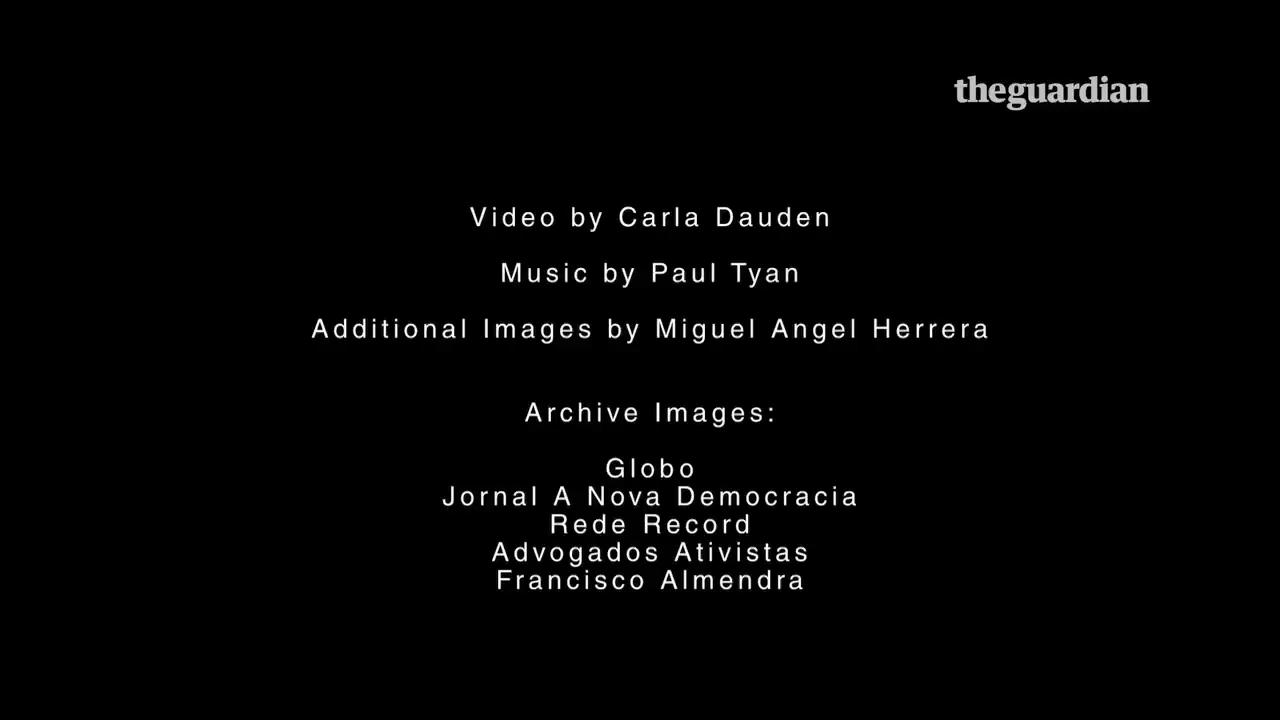 theguardian
Video by Carla Dauden
Music by Paul Tyan
Additional Images by Miguel Angel Herrera
Archive Images:
Globo
Jornal A Nova Democracia
Rede Record
Advogados Ativistas
Francisco Almendra